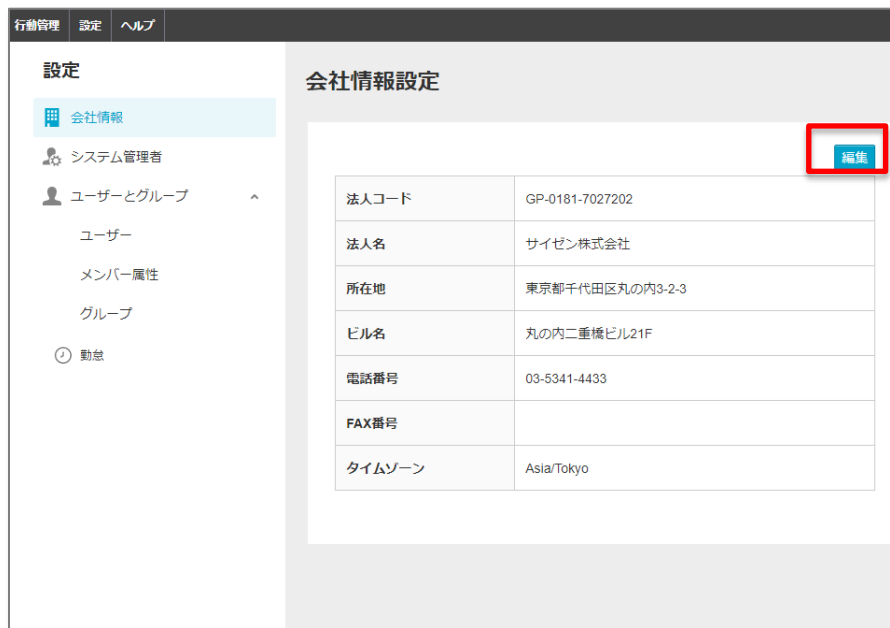 行動管理 設定 ヘルプ
設定
会社情報
システム管理者
ユーザーとグループ
ユーザー
メンバー属性
グループ
勤怠
会社情報設定
編集
法人コード GP-0181-7027202
法人名 サイゼン株式会社
所在地 東京都千代田区丸の内3-2-3
ビル名 丸の内二重橋ビル21F
電話番号 03-5341-4433
FAX番号
タイムゾーン Asia/Tokyo